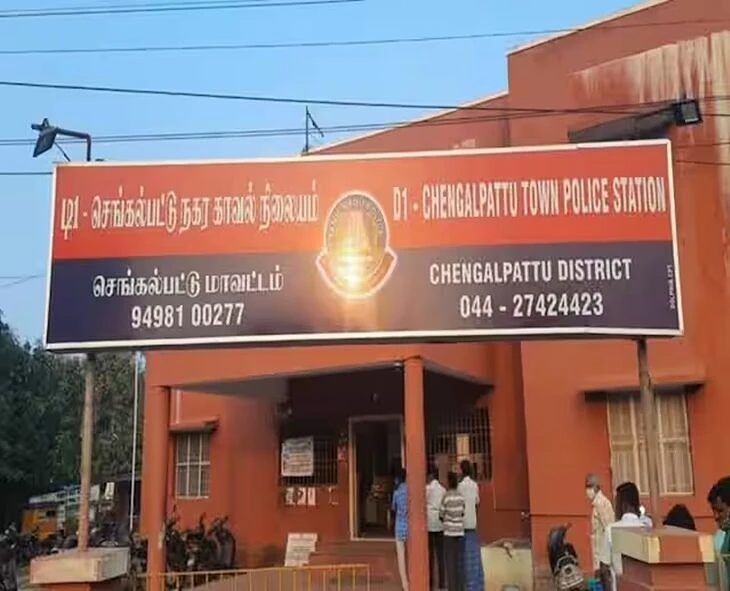 டி1 - செங்கல்பட்டு நகர காவல் நிலையம்
D1 - CHENGALPATTU TOWN POLICE STATION
செங்கல்பட்டு மாவட்டம்
94981 00277
CHENGALPATTU DISTRICT
044 - 27424423